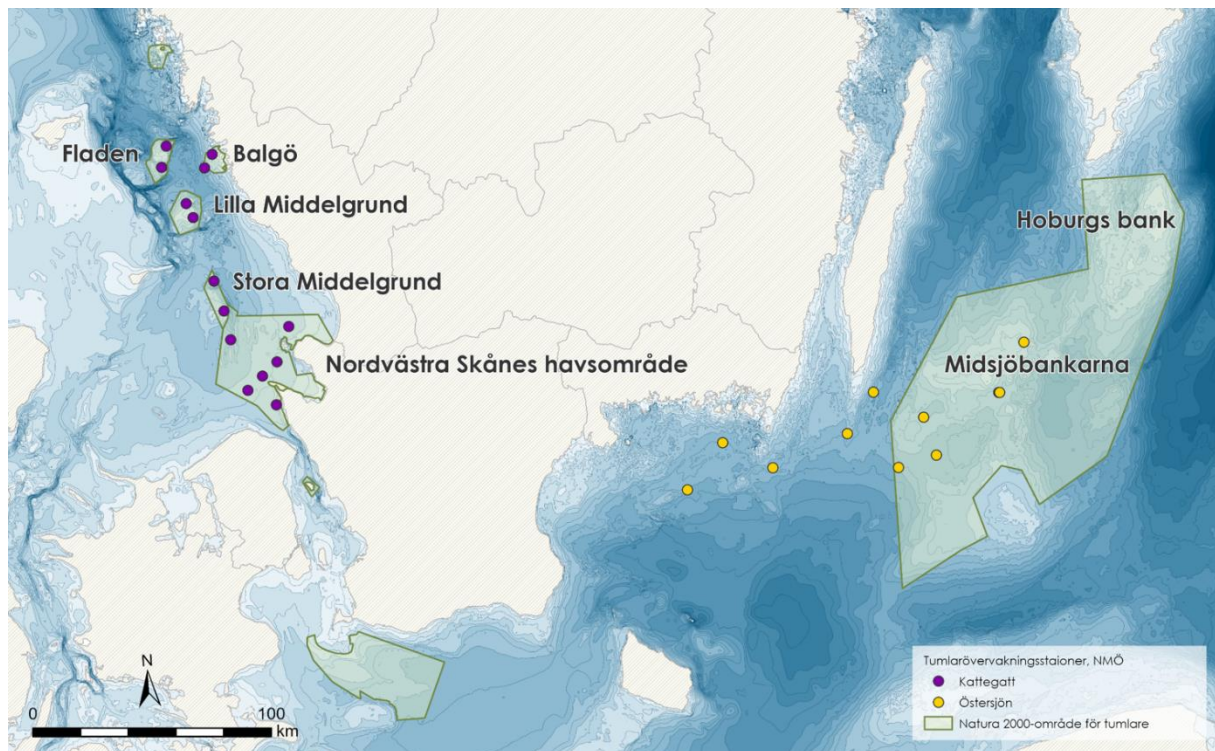 Fladen
Balgö
Lilla Middelgrund
Hoburgs bank
Stora Middelgrund
Nordvästra Skånes havsområde
Midsjöbankarna
N
0 100
km
Tumlarövervakningsstaioner, NMÖ
Kattegatt
Östersjön
Natura 2000-område för tumlare